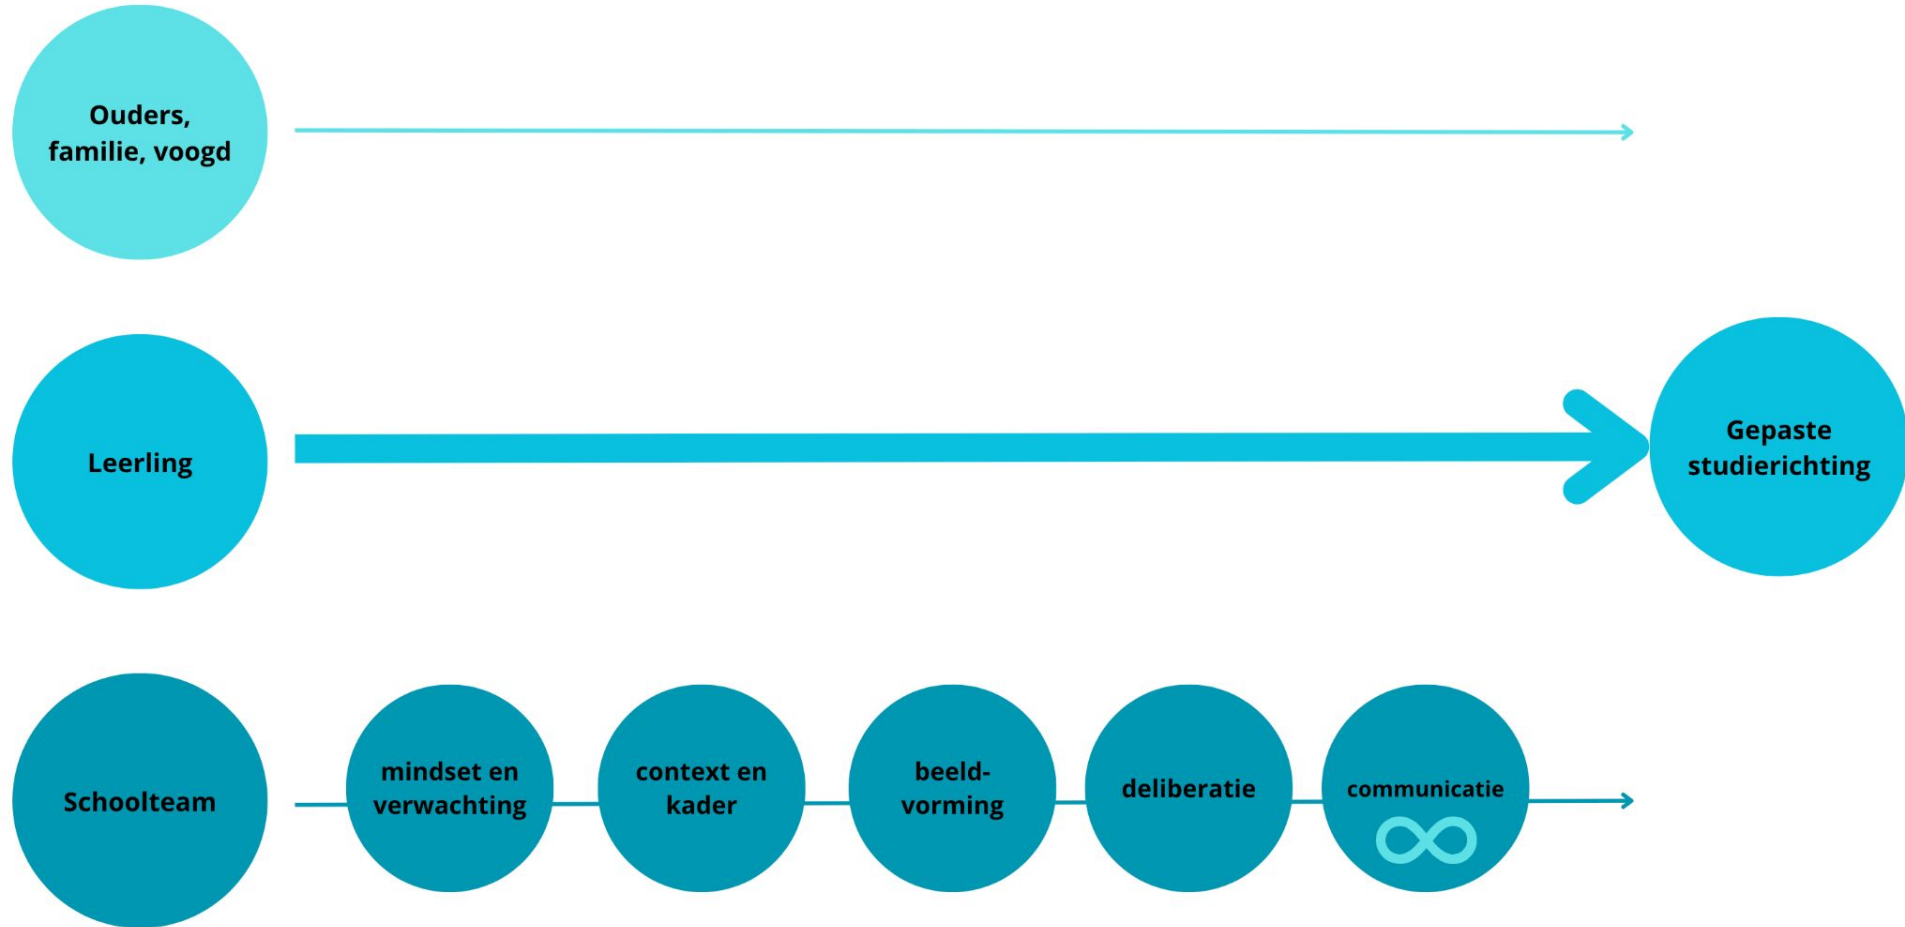 Ouders,
familie, voogd
Leerling
Gepaste
studierichting
Schoolteam
mindset en
verwachting
context en
kader
beeld-
vorming
deliberatie
communicatie